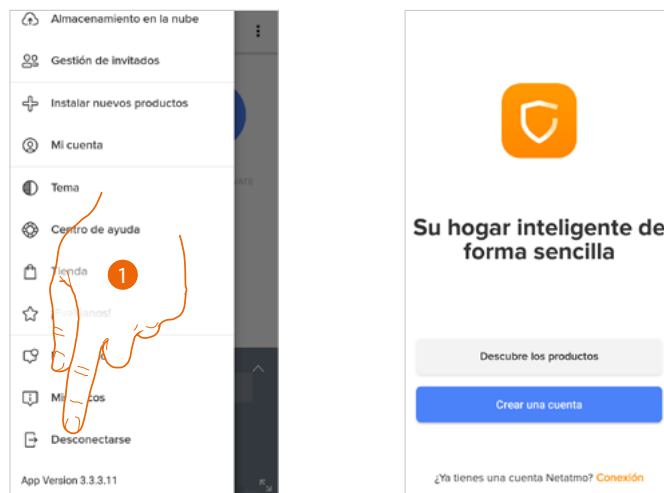 Almacenamiento en la nube
Gestión de invitados
Instalar nuevos productos
Mi cuenta
Tema
Centro de ayuda
Tienda
1
Desconectarse
App Version 3.3.3.11
Su hogar inteligente de
forma sencilla
Descubre los productos
Crear una cuenta
¿Ya tienes una cuenta Netatmo? Conexión